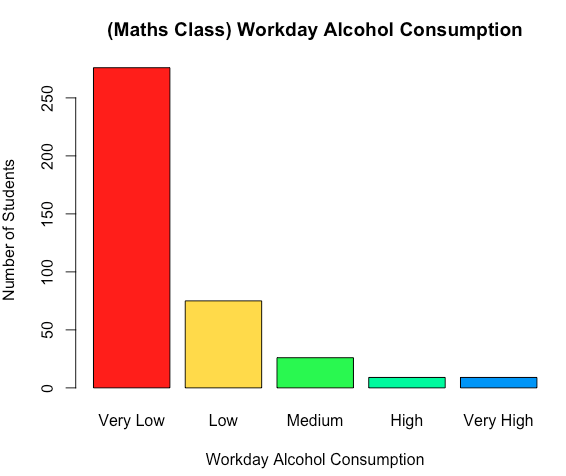 (Maths Class) Workday Alcohol Consumption
Number of Students
250
200
150
100
50
0
Very Low Low Medium High Very High
Workday Alcohol Consumption